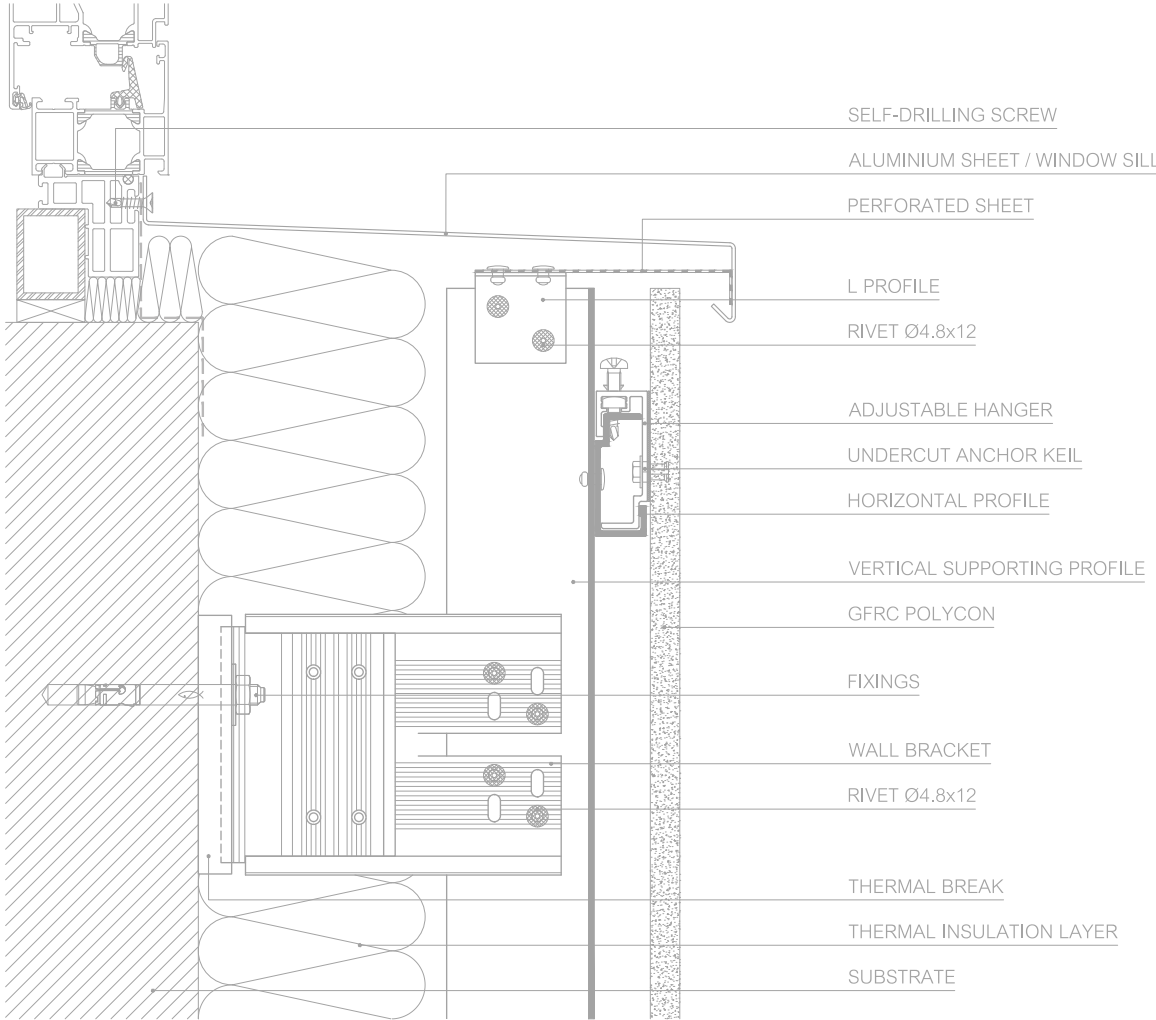 SELF-DRILLING SCREW
ALUMINIUM SHEET / WINDOW SILL
PERFORATED SHEET
L PROFILE
RIVET Ø4.8x12
ADJUSTABLE HANGER
UNDERCUT ANCHOR KEIL
HORIZONTAL PROFILE
VERTICAL SUPPORTING PROFILE
GFRC POLYCON
FIXINGS
WALL BRACKET
RIVET Ø4.8x12
THERMAL BREAK
THERMAL INSULATION LAYER
SUBSTRATE